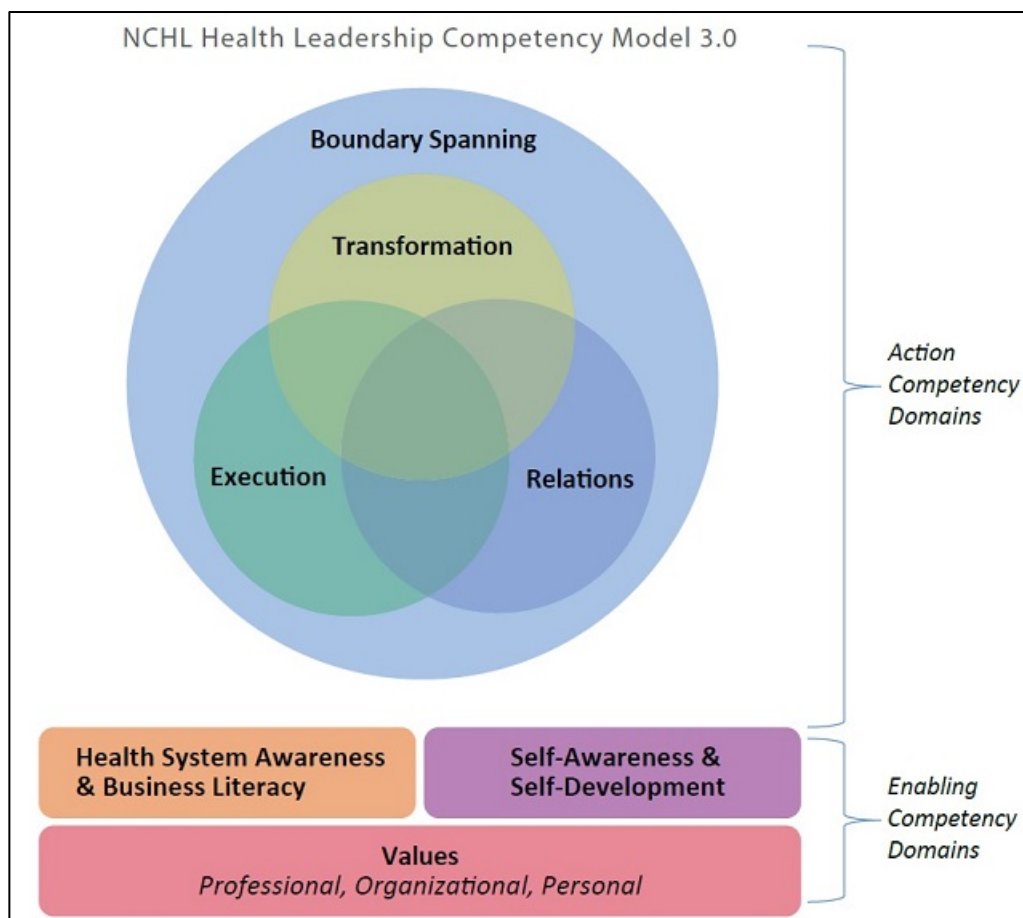 NCHL Health Leadership Competency Model 3.0
Boundary Spanning
Transformation
Execution
Relations
Action
Competency
Domains
Health System Awareness
& Business Literacy
Self-Awareness &
Self-Development
Values
Professional, Organizational, Personal
Enabling
Competency
Domains